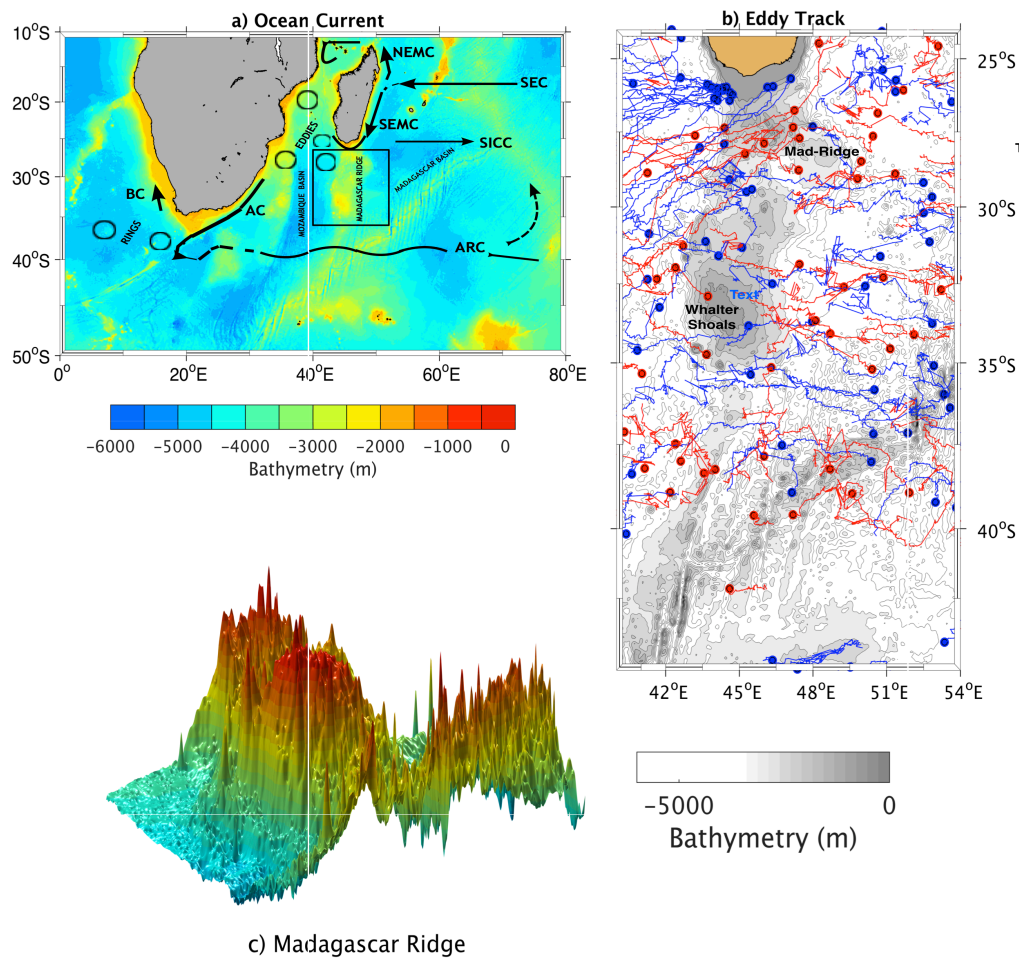 a) Ocean Current
10°S
20°S
30°S
40°S
50°S
0°
20°E
40°E
60°E
80°E
NEMC
SEC
SEMC
SICC
EDDIES
BC
RINGS
AC
MOZAMBIQUE BASIN
MADAGASCAR RIDGE
MADAGASCAR BASIN
ARC
-6000 -5000 -4000 -3000 -2000 -1000 0
Bathymetry (m)
b) Eddy Track
25°S
30°S
35°S
40°S
Mad-Ridge
Text
Whalter
Shoals
42°E 45°E 48°E 51°E 54°E
-5000 0
Bathymetry (m)
c) Madagascar Ridge